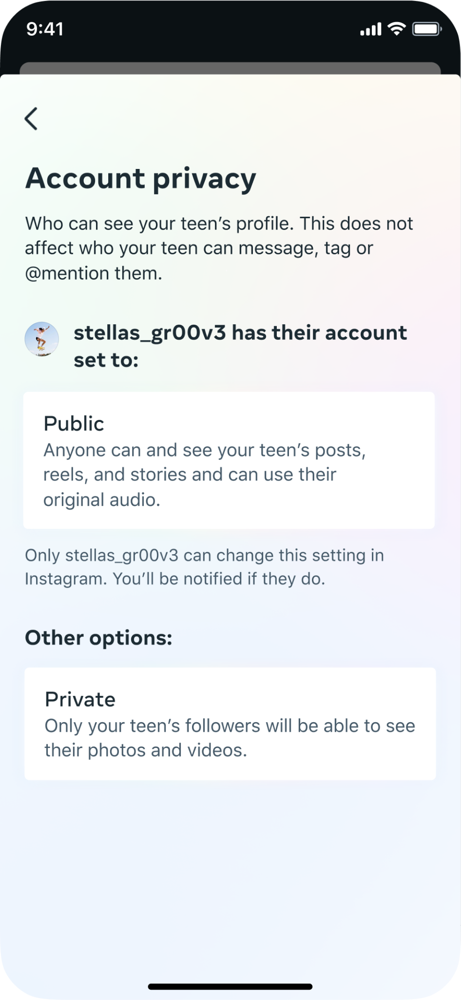 9:41
Account privacy
Who can see your teen’s profile. This does not
affect who your teen can message, tag or
@mention them.
stellas_gr00v3 has their account
set to:
Public
Anyone can and see your teen’s posts,
reels, and stories and can use their
original audio.
Only stellas_gr00v3 can change this setting in
Instagram. You’ll be notified if they do.
Other options:
Private
Only your teen’s followers will be able to see
their photos and videos.